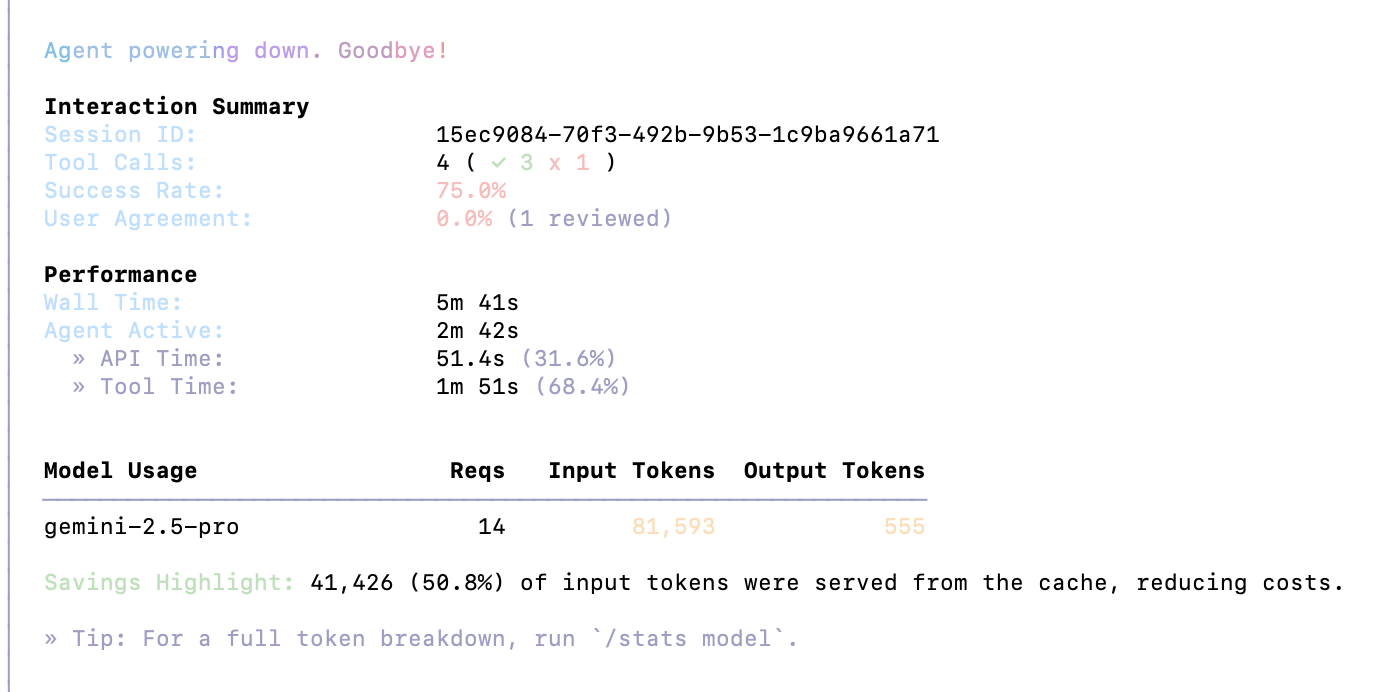 Agent powering down. Goodbye!
Interaction Summary
Session ID: 15ec9084-70f3-492b-9b53-1c9ba9661a71
Tool Calls: 4 ( ✓ 3 x 1 )
Success Rate: 75.0%
User Agreement: 0.0% (1 reviewed)
Performance
Wall Time: 5m 41s
Agent Active: 2m 42s
» API Time: 51.4s (31.6%)
» Tool Time: 1m 51s (68.4%)
Model Usage Reqs Input Tokens Output Tokens
gemini-2.5-pro 14 81,593 555
Savings Highlight: 41,426 (50.8%) of input tokens were served from the cache, reducing costs.
» Tip: For a full token breakdown, run `/stats model`.